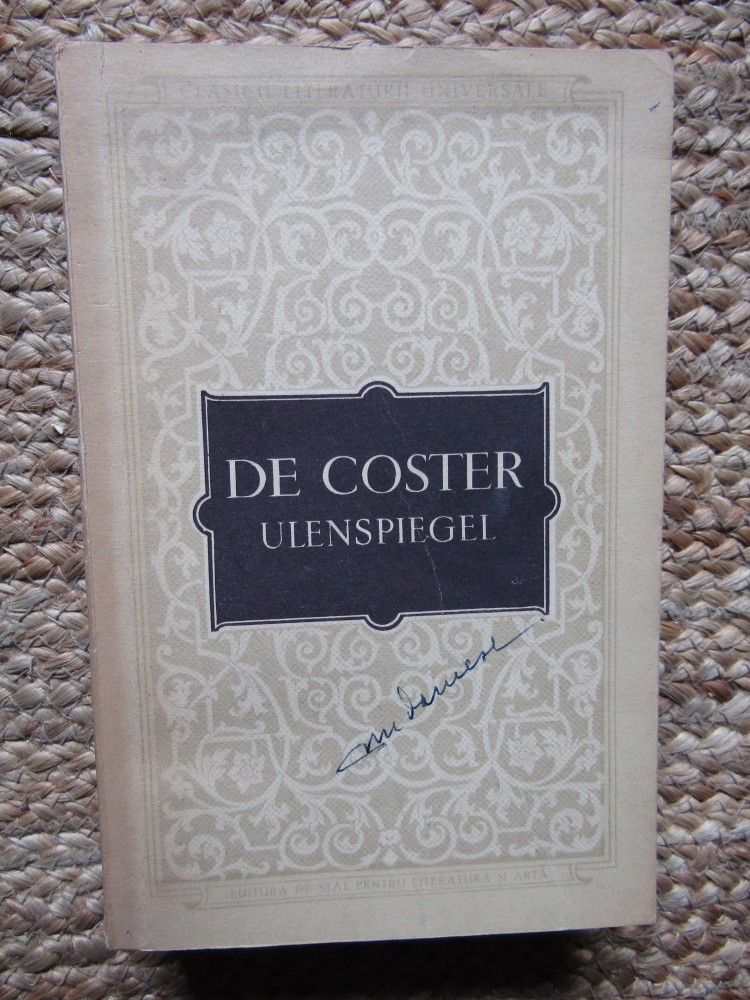 CLASICII LITERATURII UNIVERSALE
DE COSTER
ULENSPIEGEL
EDITURA DE STAT PENTRU LITERATURĂ ȘI ARTĂ